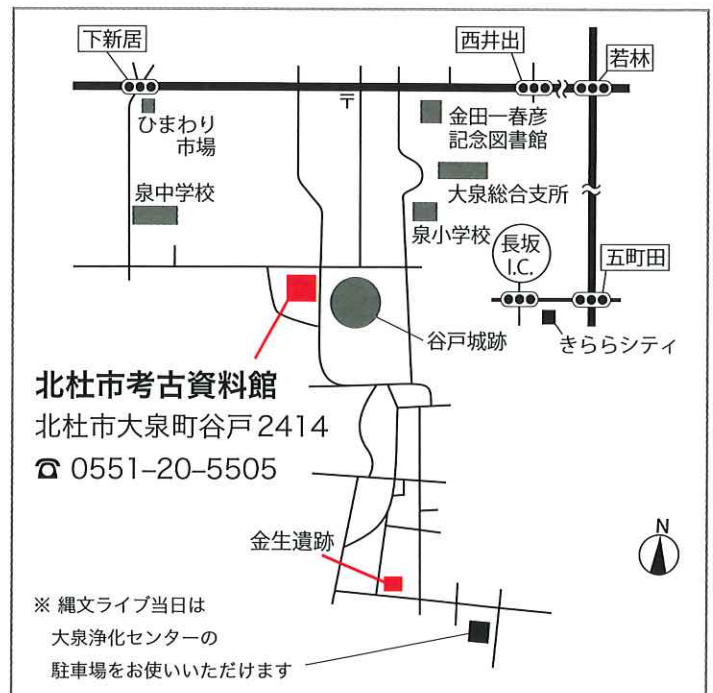 下新居
西井出
若林
〒
ひまわり
市場
金田一春彦
記念図書館
泉中学校
大泉総合支所
泉小学校
長坂
I.C.
五町田
谷戸城跡
きららシティ
北杜市考古資料館
北杜市大泉町谷戸2414
☎ 0551–20–5505
金生遺跡
N
※ 縄文ライブ当日は
大泉浄化センターの
駐車場をお使いいただけます